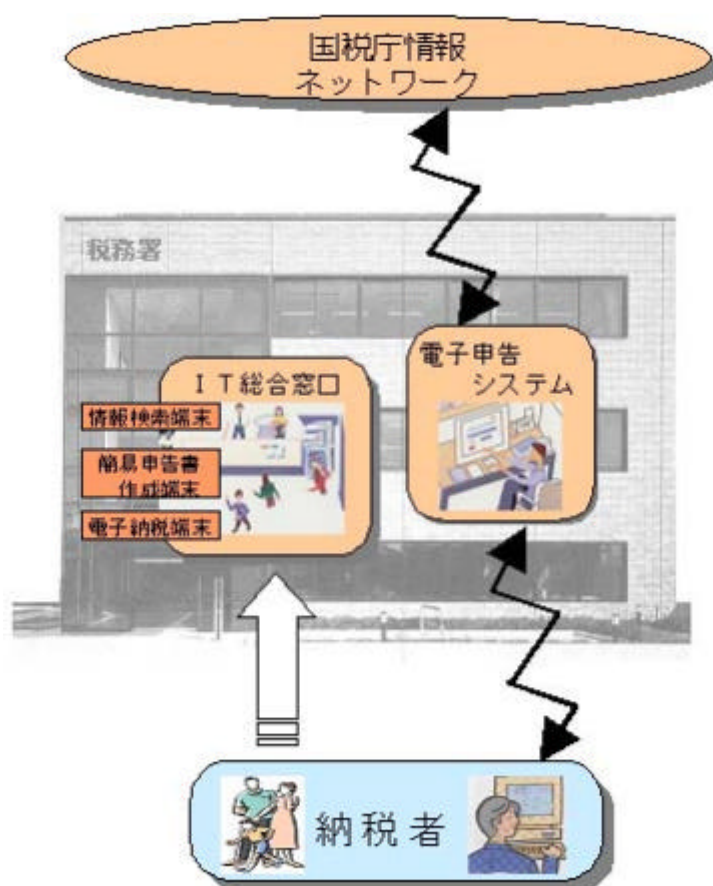 国税庁情報
ネットワーク
税務署
電子申告
システム
ＩＴ総合窓口
情報検索端末
簡易申告書
作成端末
電子納税端末
納税者